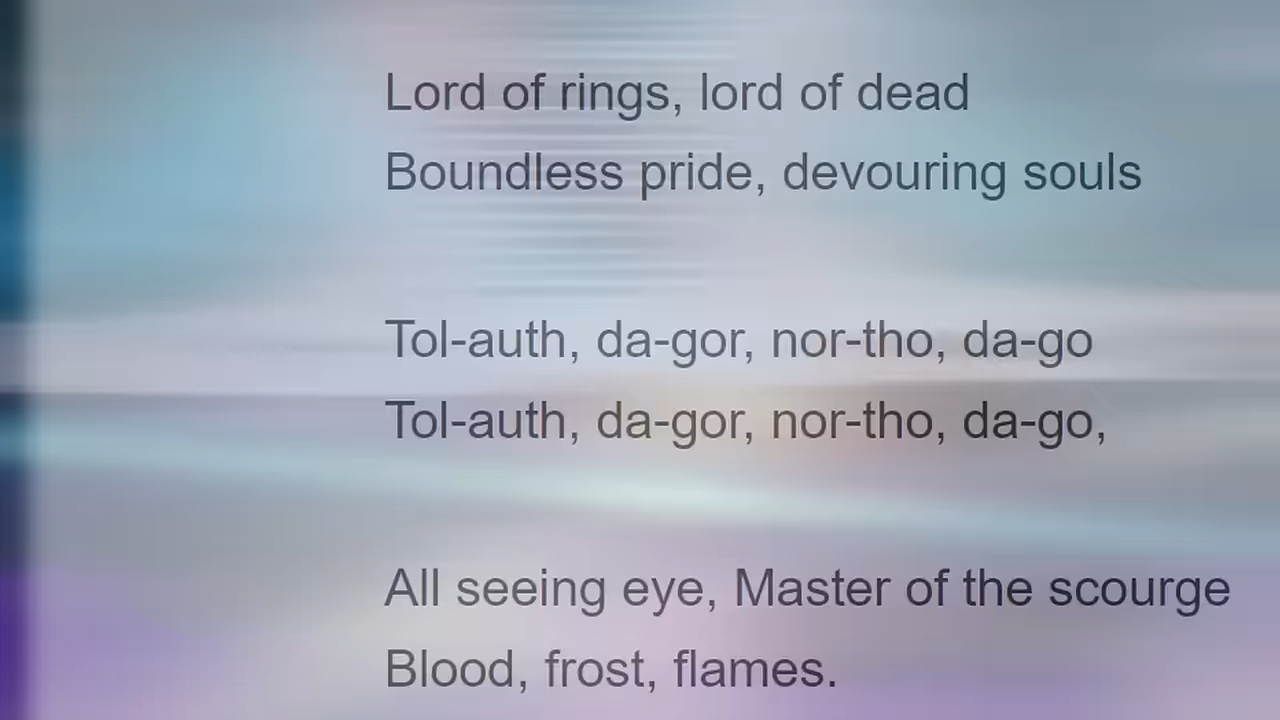 Lord of rings, lord of dead
Boundless pride, devouring souls
Tol-auth, da-gor, nor-tho, da-go
Tol-auth, da-gor, nor-tho, da-go,
All seeing eye, Master of the scourge
Blood, frost, flames.